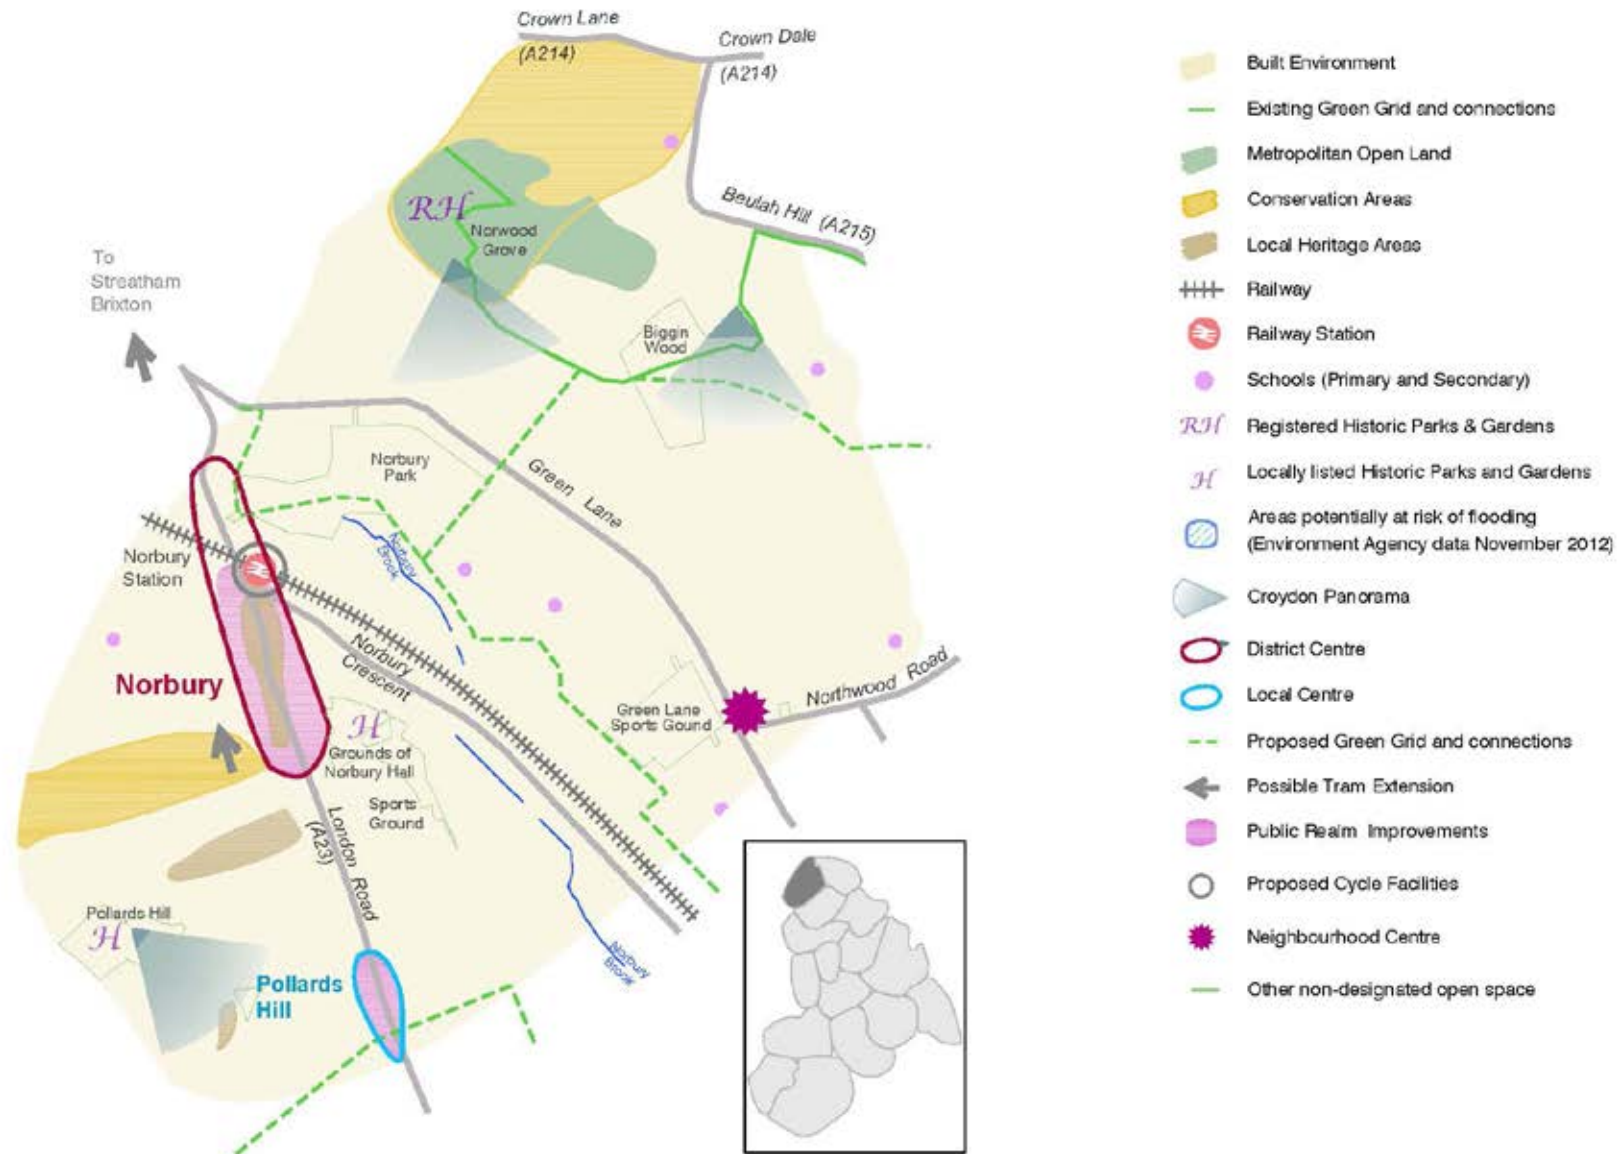 Crown Lane
(A214)
Crown Dale
(A214)
Beulah Hill (A215)
RH
Norwood
Grove
To
Streatham
Brixton
Biggin
Wood
Norbury
Park
Green Lane
Norbury
Brook
Norbury
Station
Norbury
Crescent
Norbury
Northwood Road
Green Lane
Sports Gound
H
Grounds of
Norbury Hall
Sports
Ground
London Road
(A23)
Pollards Hill
H
Pollards
Hill
Norbury
Brook
Built Environment
Existing Green Grid and connections
Metropolitan Open Land
Conservation Areas
Local Heritage Areas
Railway
Railway Station
Schools (Primary and Secondary)
RH Registered Historic Parks & Gardens
H Locally listed Historic Parks and Gardens
Areas potentially at risk of flooding
(Environment Agency data November 2012)
Croydon Panorama
District Centre
Local Centre
Proposed Green Grid and connections
Possible Tram Extension
Public Realm Improvements
Proposed Cycle Facilities
Neighbourhood Centre
Other non-designated open space